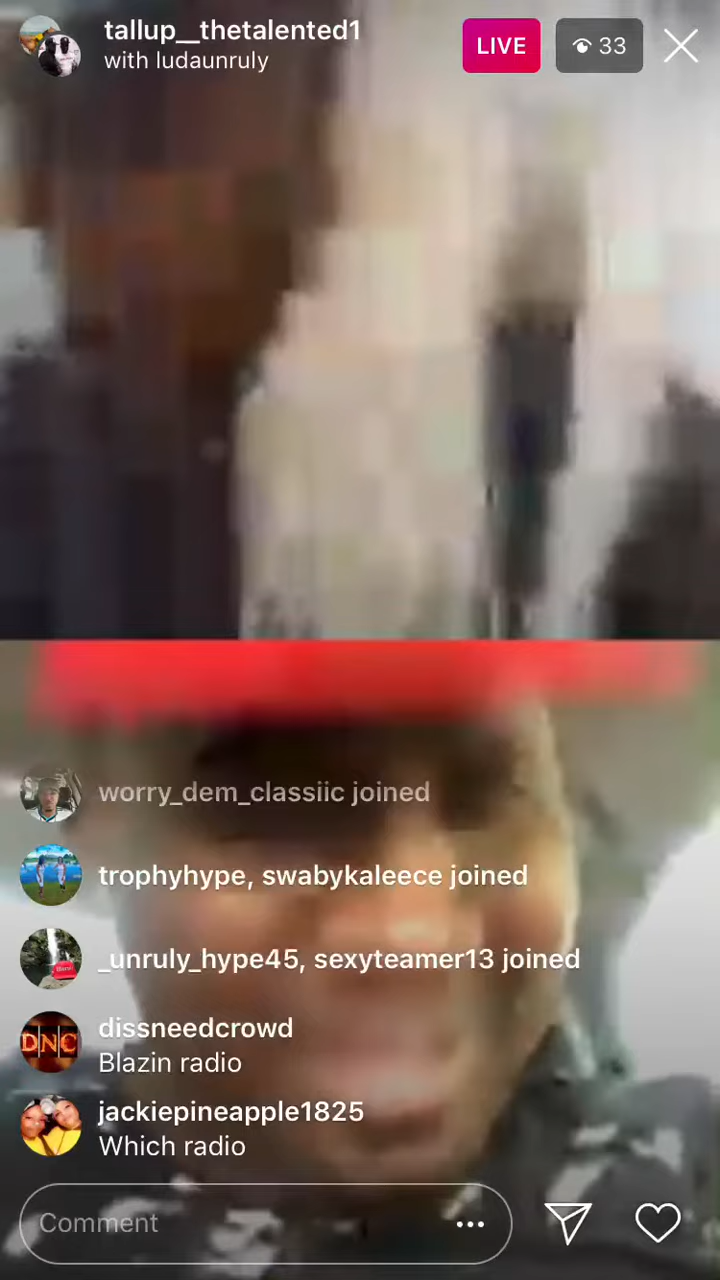 tallup__thetalented1
with ludaunruly
LIVE
33
worry_dem_classiic joined
trophyhype, swabykaleece joined
_unruly_hype45, sexyteamer13 joined
dissneedcrowd
Blazin radio
DNC
jackiepineapple1825
Which radio
Comment